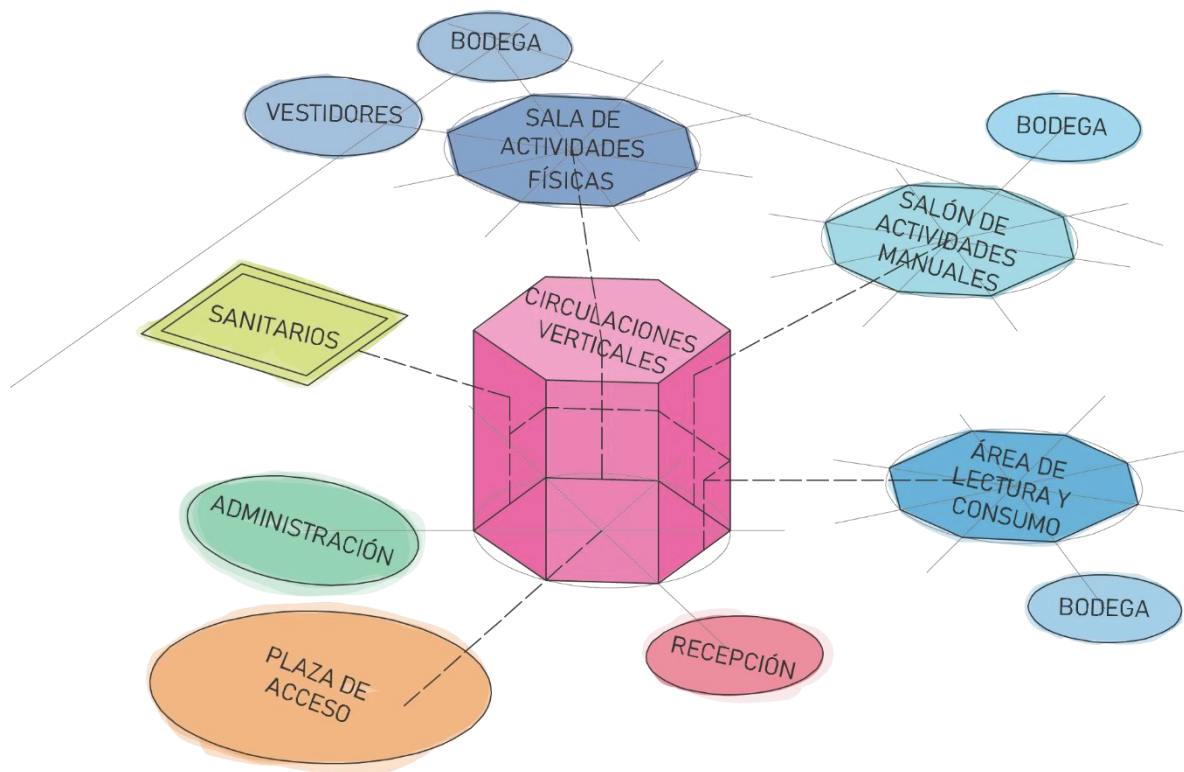 BODEGA
VESTIDORES
SALA DE
ACTIVIDADES
FÍSICAS
BODEGA
SALÓN DE
ACTIVIDADES
MANUALES
SANITARIOS
CIRCULACIONES
VERTICALES
ÁREA DE
LECTURA Y
CONSUMO
ADMINISTRACIÓN
BODEGA
RECEPCIÓN
PLAZA DE
ACCESO